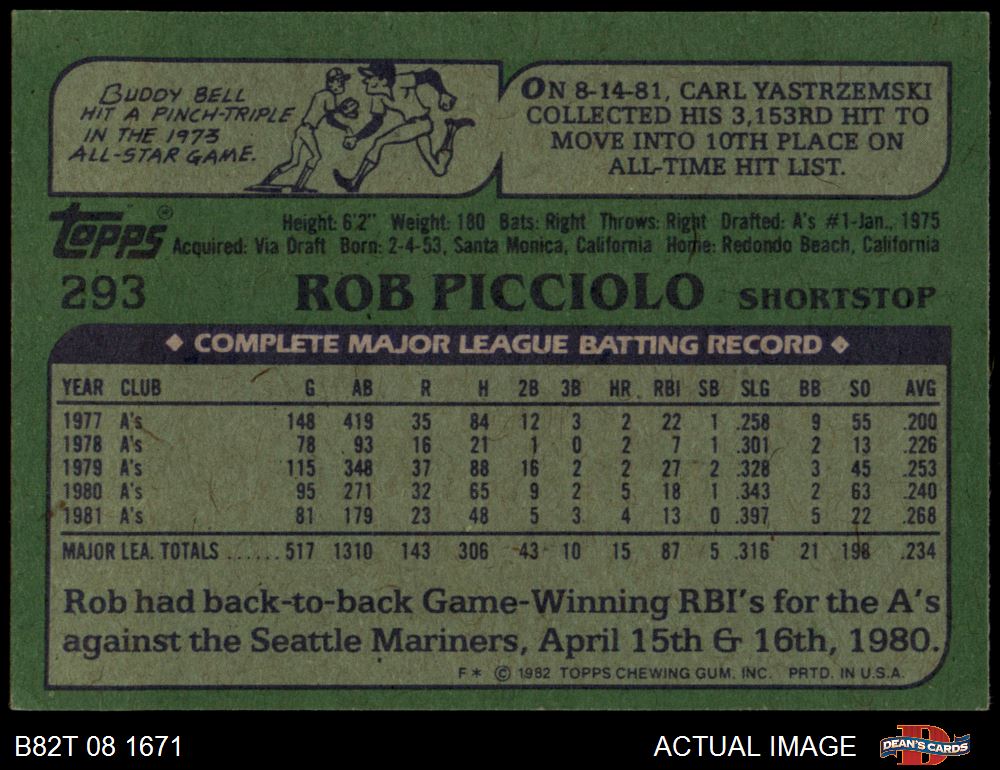 BUDDY BELL
HIT A PINCH-TRIPLE
IN THE 1973
ALL-STAR GAME.
ON 8-14-81, CARL YASTRZEMSKI
COLLECTED HIS 3,153RD HIT TO
MOVE INTO 10TH PLACE ON
ALL-TIME HIT LIST.
Topps®
Height: 6'2" Weight: 180 Bats: Right Throws: Right Drafted: A's #1-Jan., 1975
Acquired: Via Draft Born: 2-4-53, Santa Monica, California Home: Redondo Beach, California
293 ROB PICCIOLO SHORTSTOP
◆ COMPLETE MAJOR LEAGUE BATTING RECORD ◆
YEAR CLUB G AB R H 2B 3B HR RBI SB SLG BB SO AVG
1977 A's 148 419 35 84 12 3 2 22 1 .258 9 55 .200
1978 A's 78 93 16 21 1 0 2 7 1 .301 2 13 .226
1979 A's 115 348 37 88 16 2 2 27 2 .328 3 45 .253
1980 A's 95 271 32 65 9 2 5 18 1 .343 2 63 .240
1981 A's 81 179 23 48 5 3 4 13 0 .397 5 22 .268
MAJOR LEA. TOTALS ...... 517 1310 143 306 43 10 15 87 5 .316 21 198 .234
Rob had back-to-back Game-Winning RBI's for the A's
against the Seattle Mariners, April 15th & 16th, 1980.
F* © 1982 TOPPS CHEWING GUM, INC. PRTD. IN U.S.A.
B82T 08 1671 ACTUAL IMAGE DEAN'S CARDS